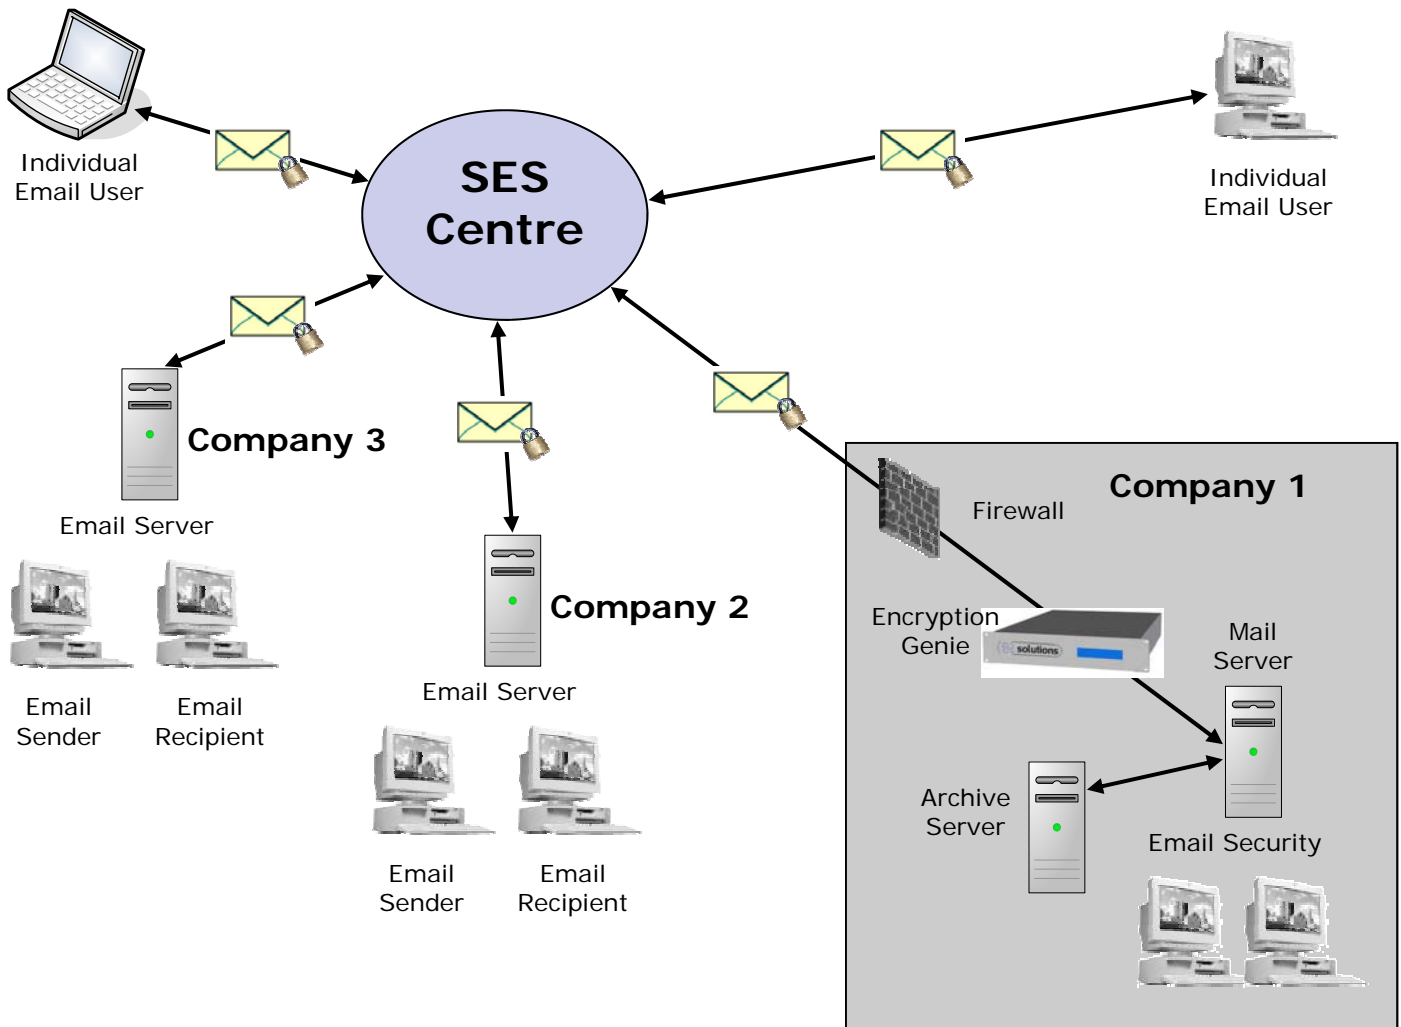 Individual
Email User
SES
Centre
Individual
Email User
Company 3
Email Server
Email
Sender
Email
Recipient
Company 2
Email Server
Email
Sender
Email
Recipient
Company 1
Firewall
Encryption
Genie
solutions
Mail
Server
Archive
Server
Email Security